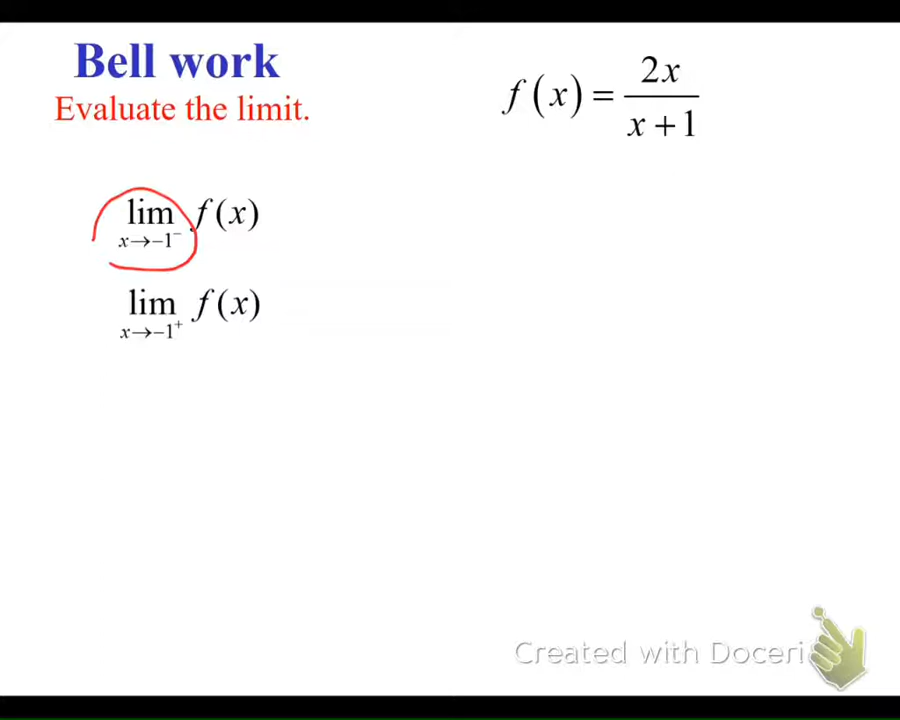 Bell work
Evaluate the limit.
f(x) = 2x / x + 1
lim x→−1⁻ f(x)
lim x→−1⁺ f(x)
Created with Doceri